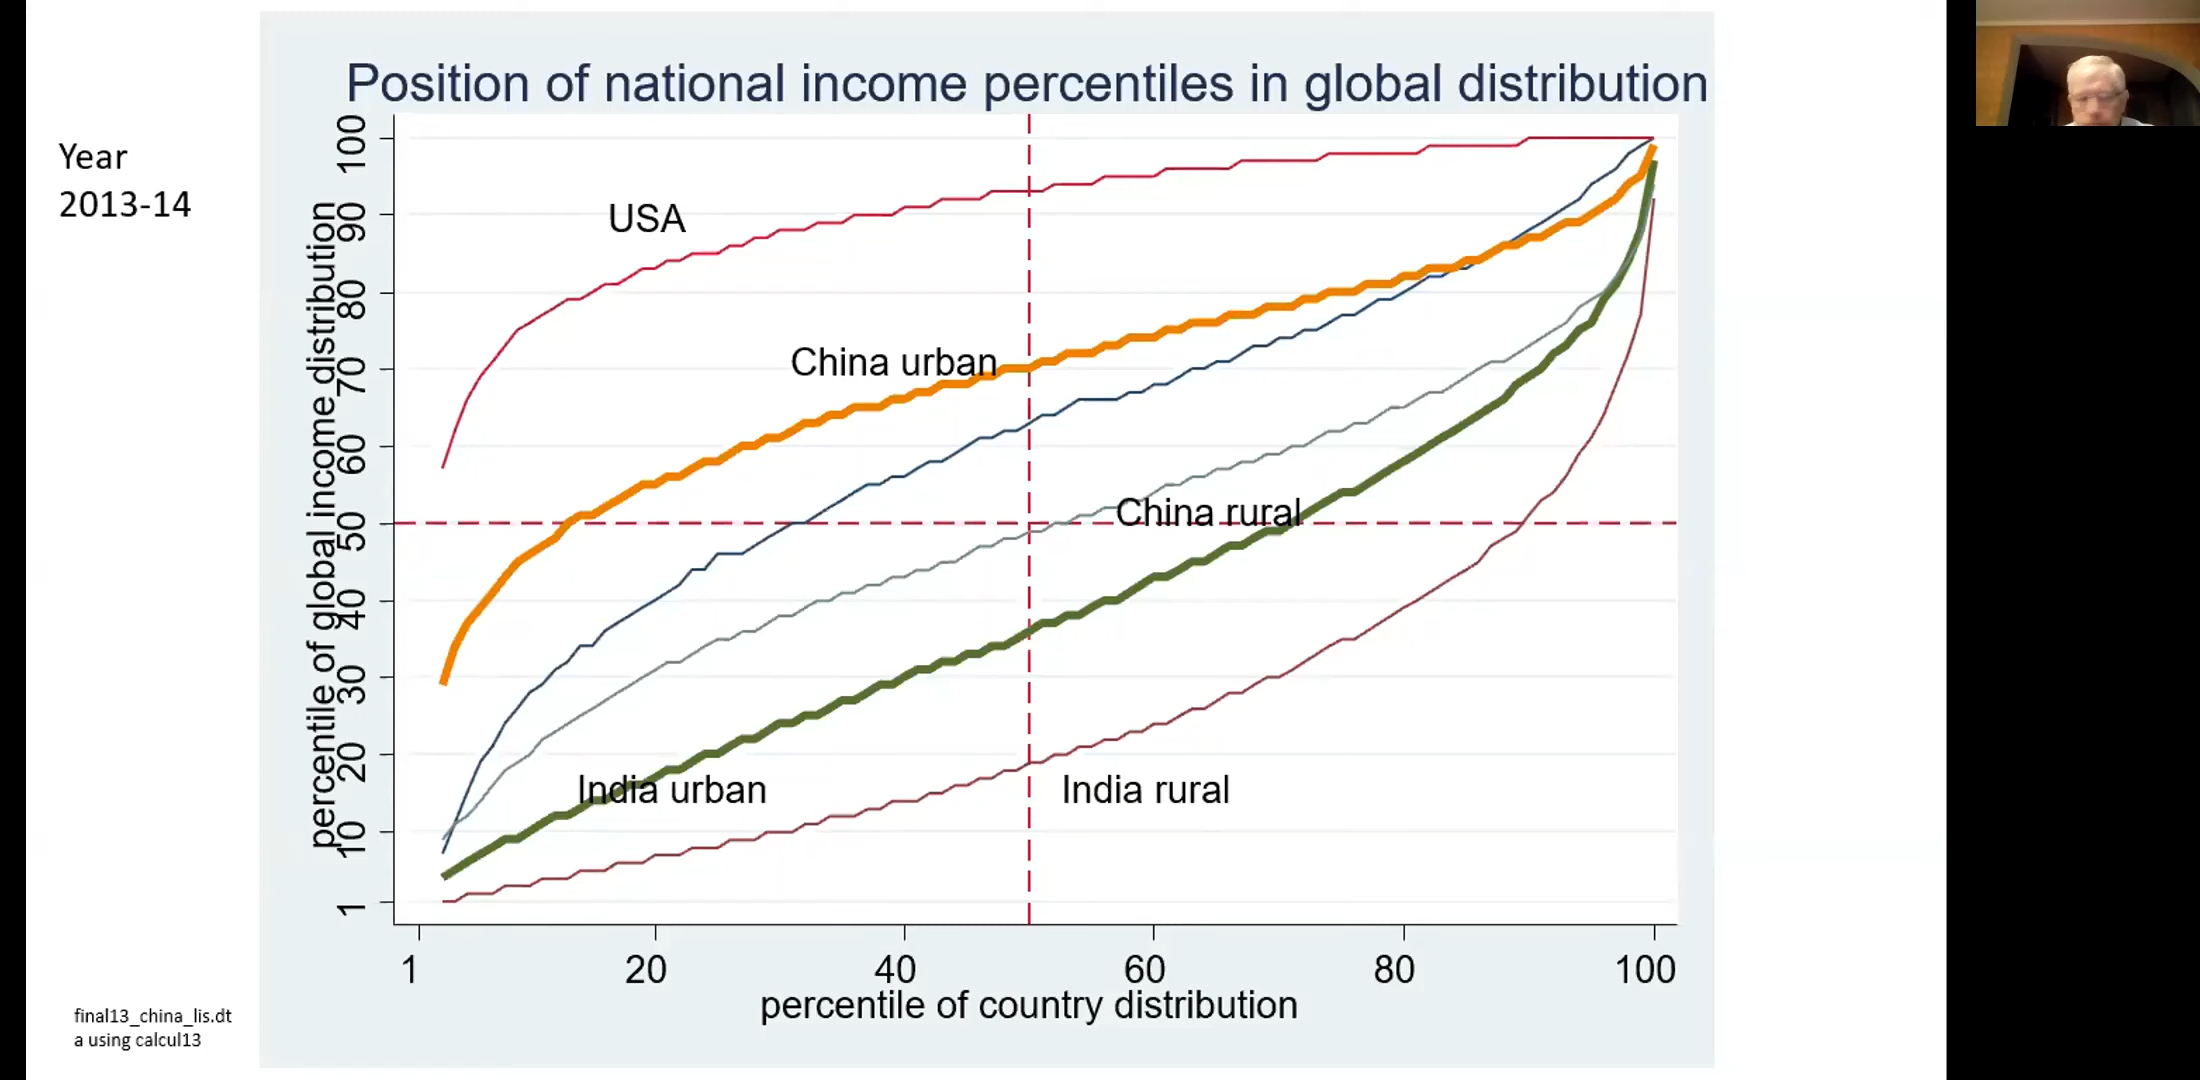 Position of national income percentiles in global distribution
Year
2013-14
percentile of global income distribution
100
90
80
70
60
50
40
30
20
10
1
USA
China urban
China rural
India urban
India rural
1 20 40 60 80 100
percentile of country distribution
final13_china_lis.dt
a using calcul13